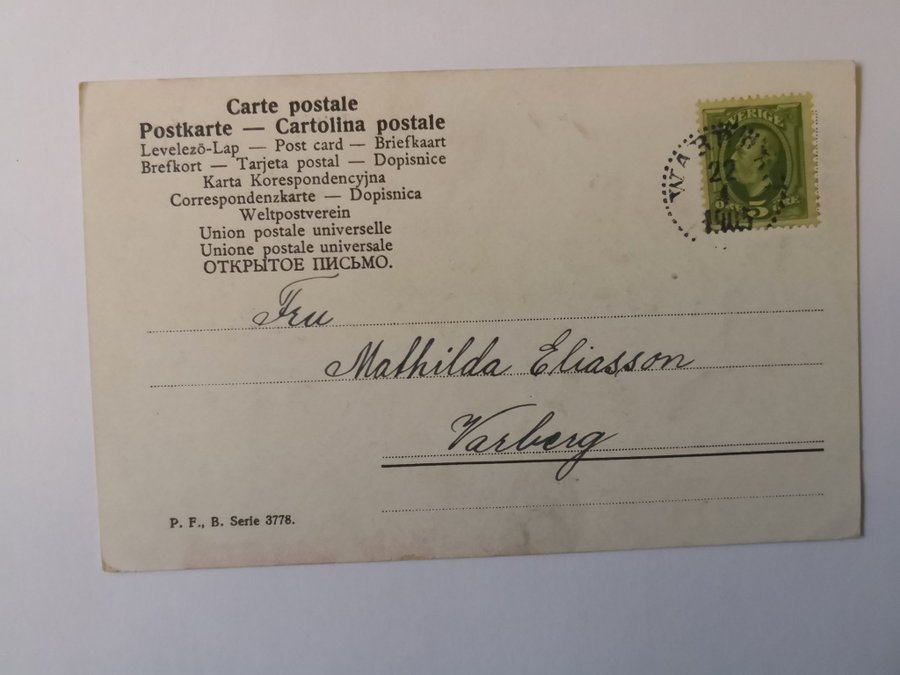 Carte postale
Postkarte — Cartolina postale
Levelező-Lap — Post card — Briefkaart
Brefkort — Tarjeta postal — Dopisnice
Karta Korespondencyjna
Correspondenzkarte — Dopisnica
Weltpostverein
Union postale universelle
Unione postale universale
ОТКРЫТОЕ ПИСЬМО.
SVERIGE
5
22
Fru
Mathilda Eliasson
Varberg
P. F., B. Serie 3778.